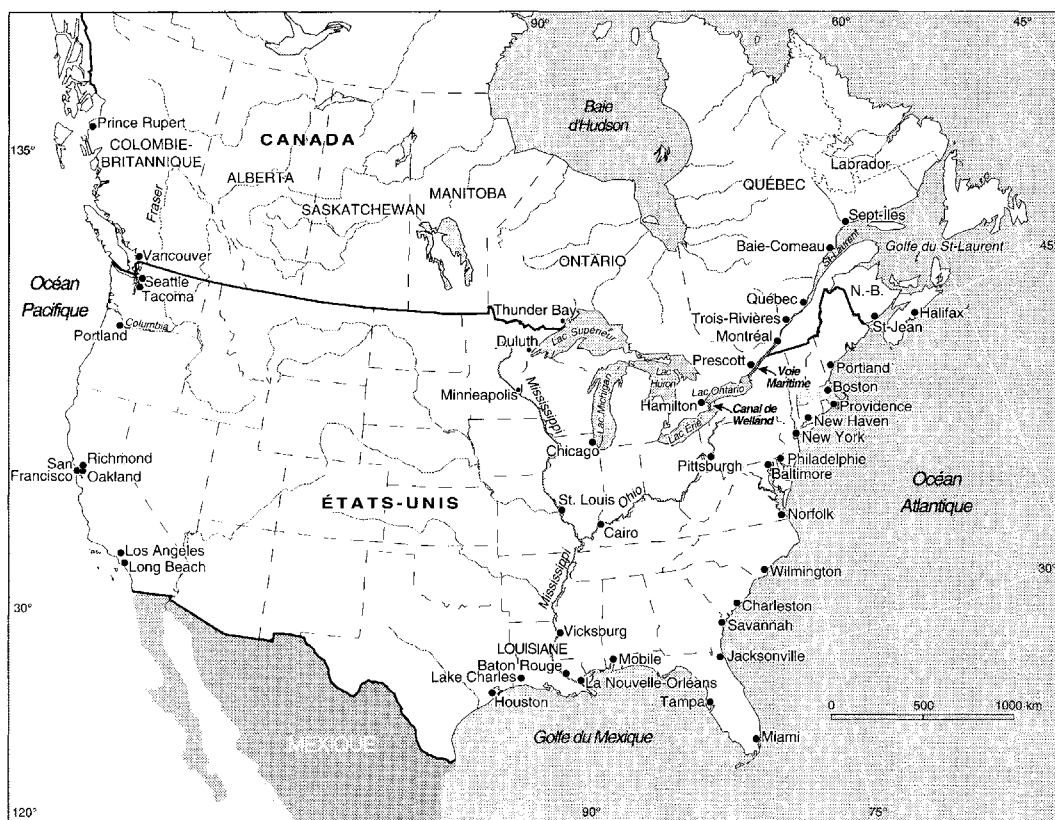 90°
60°
45°
Prince Rupert
COLOMBIE-
BRITANNIQUE
CANADA
Baie
d'Hudson
135°
ALBERTA
Fraser
SASKATCHEWAN
MANITOBA
QUÉBEC
Labrador
Sept-Iles
Baie-Comeau
St-Laurent
Golfe du St-Laurent
45°
Vancouver
Seattle
Tacoma
Océan
Pacifique
ONTARIO
Québec
N.-B.
Thunder Bay
Trois-Rivières
Halifax
St-Jean
Portland
Columbia
Lac Supérieur
Montréal
Duluth
Prescott
Voie
Maritime
Portland
Lac
Huron
Lac Michigan
Lac Ontario
Minneapolis
Mississippi
Hamilton
Canal de
Welland
Boston
Providence
New Haven
Lac Érié
New York
Chicago
Pittsburgh
Philadelphie
Baltimore
San
Francisco
Richmond
Oakland
Océan
Atlantique
ÉTATS-UNIS
St. Louis
Ohio
Norfolk
Cairo
Los Angeles
Long Beach
Mississippi
Wilmington
30°
30°
Charleston
Savannah
Vicksburg
LOUISIANE
Baton Rouge
Mobile
Jacksonville
Lake Charles
La Nouvelle-Orléans
Houston
Tampa
0 500 1000 km
MEXIQUE
Golfe du Mexique
Miami
120°
90°
75°